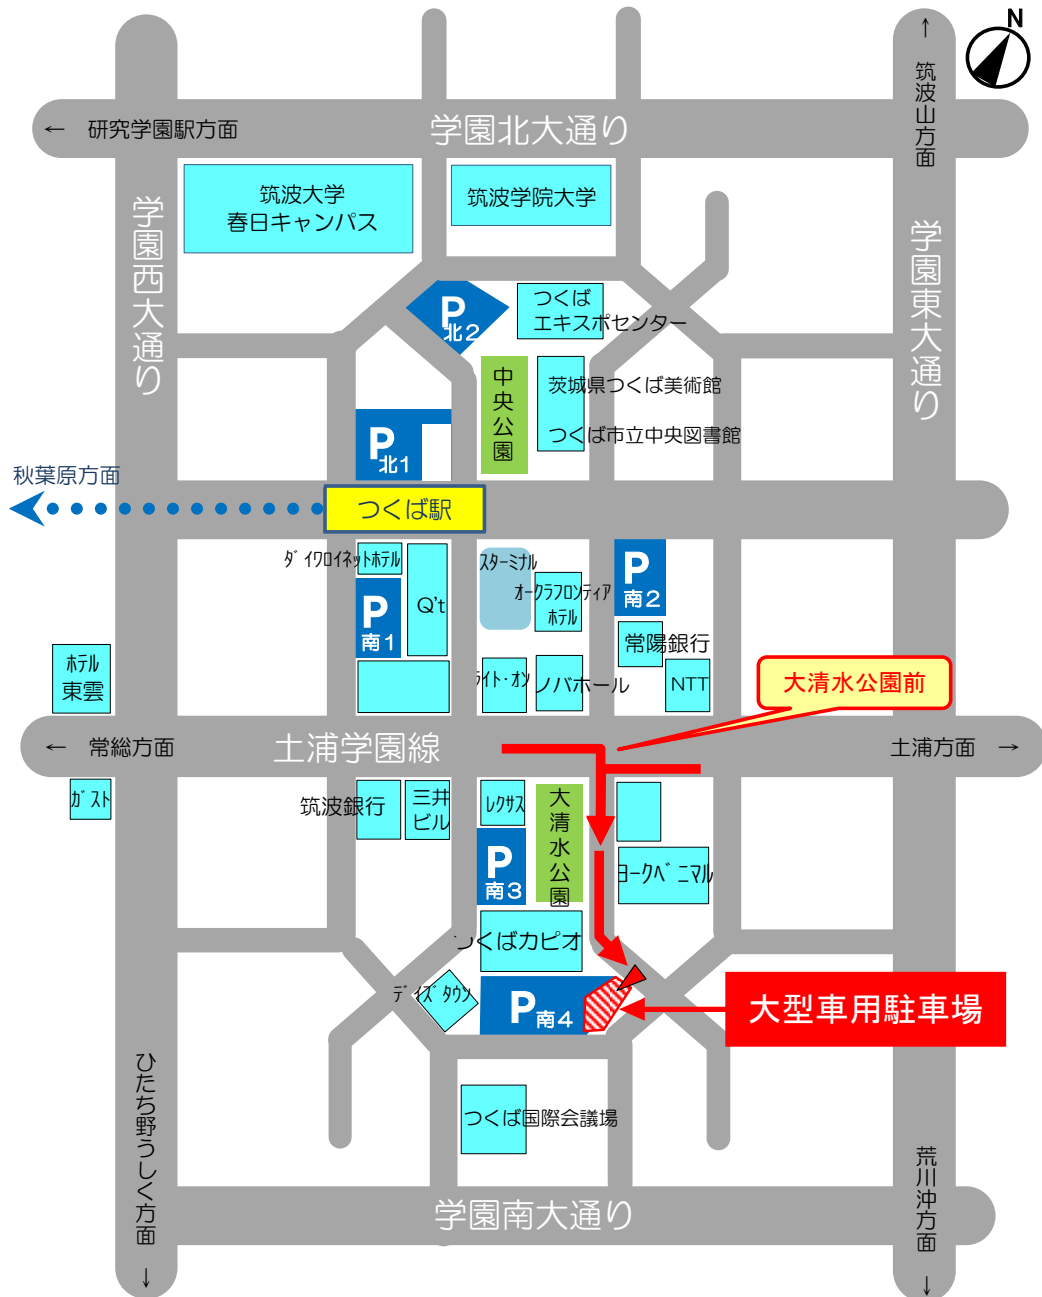 N
↑
筑波山方面
← 研究学園駅方面
学園北大通り
筑波大学
春日キャンパス
筑波学院大学
学園西大通り
学園東大通り
P
北2
つくば
エキスポセンター
中央公園
茨城県つくば美術館
つくば市立中央図書館
P
北1
秋葉原方面
つくば駅
ﾀﾞｲﾜﾛｲﾈｯﾄﾎﾃﾙ
Q't
ｽﾀｰﾐﾅﾙ
ｵｰｸﾗﾌﾛﾝﾃｨｱ
ﾎﾃﾙ
P
南2
P
南1
常陽銀行
ﾎﾃﾙ
東雲
ﾗｲﾄ・ｵﾝ
ノバホール
NTT
大清水公園前
← 常総方面
土浦学園線
土浦方面 →
ｶﾞｽﾄ
筑波銀行
三井
ビル
ﾚｸｻｽ
大清水公園
P
南3
ﾖｰｸﾍﾞﾆﾏﾙ
つくばカピオ
ﾃﾞｲｽﾞﾀｳﾝ
P南4
大型車用駐車場
ひたち野うしく方面
↓
つくば国際会議場
学園南大通り
荒川沖方面
↓